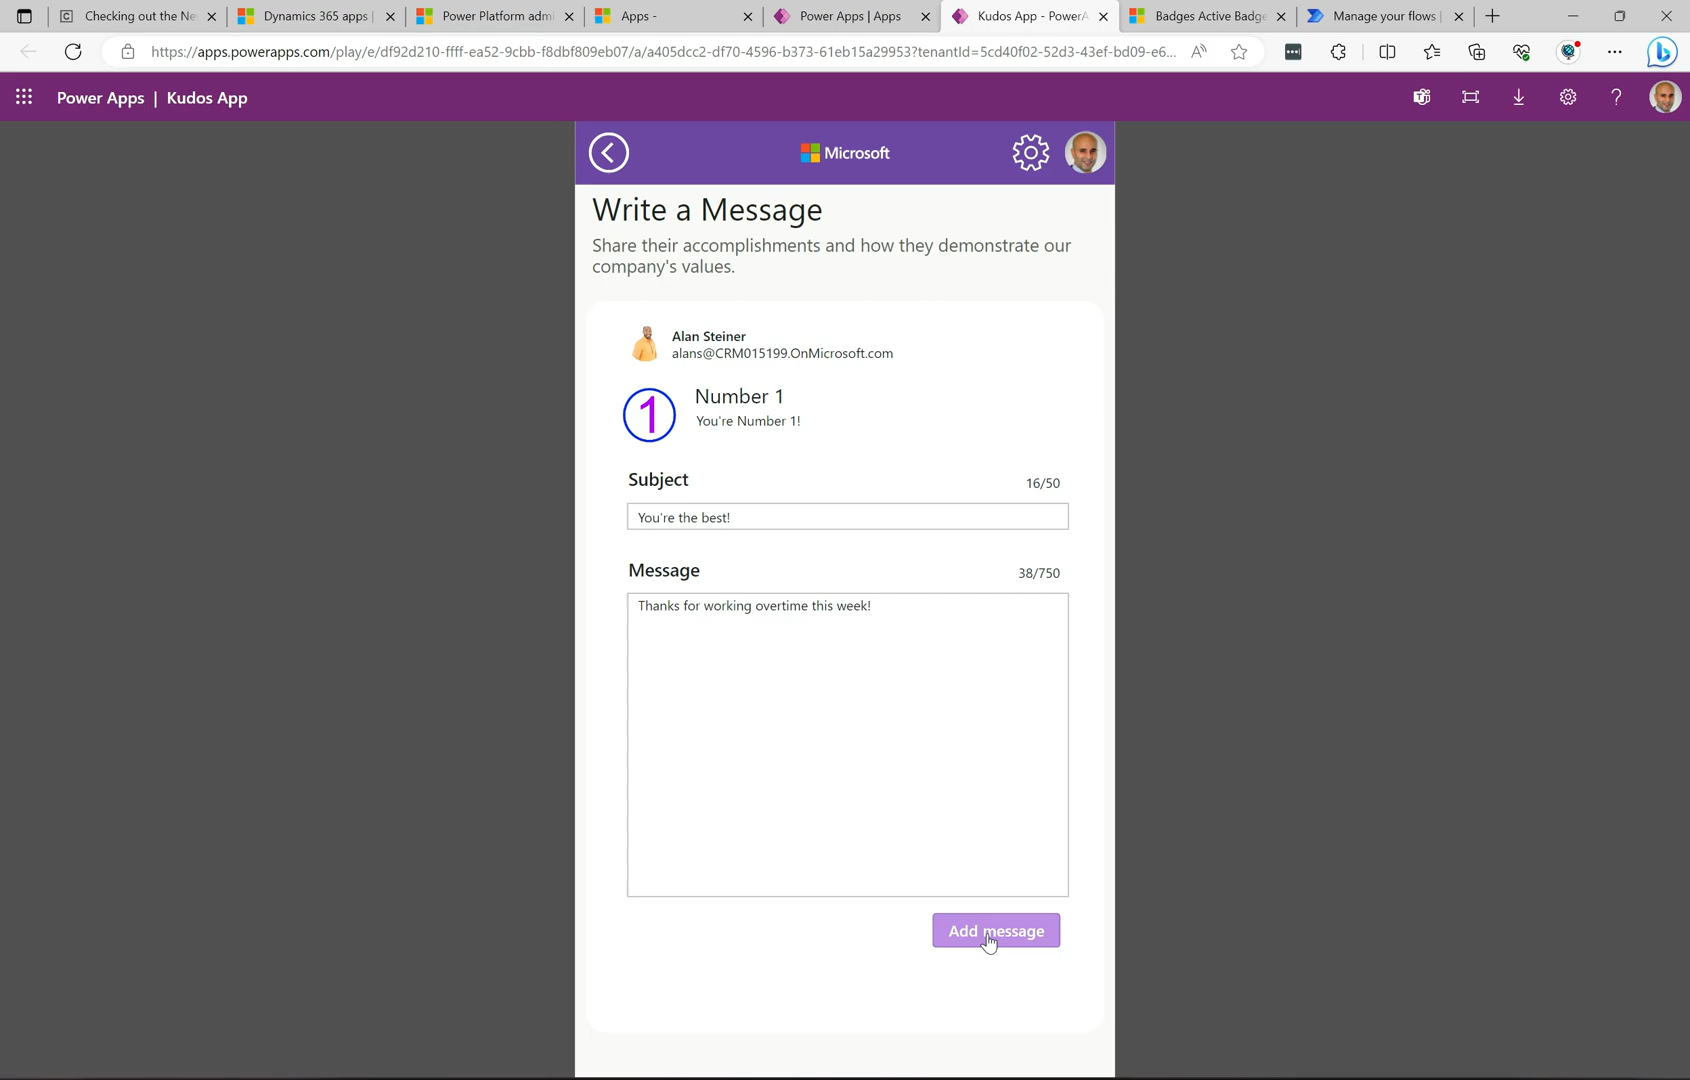 Checking out the Ne
Dynamics 365 apps
Power Platform admi
Apps -
Power Apps | Apps
Kudos App - PowerA
Badges Active Badge
Manage your flows |
https://apps.powerapps.com/play/e/df92d210-ffff-ea52-9cbb-f8dbf809eb07/a/a405dcc2-df70-4596-b373-61eb15a29953?tenantId=5cd40f02-52d3-43ef-bd09-e6...
Power Apps | Kudos App
Microsoft
Write a Message
Share their accomplishments and how they demonstrate our
company's values.
Alan Steiner
alans@CRM015199.OnMicrosoft.com
1
Number 1
You're Number 1!
Subject
16/50
You're the best!
Message
38/750
Thanks for working overtime this week!
Add message